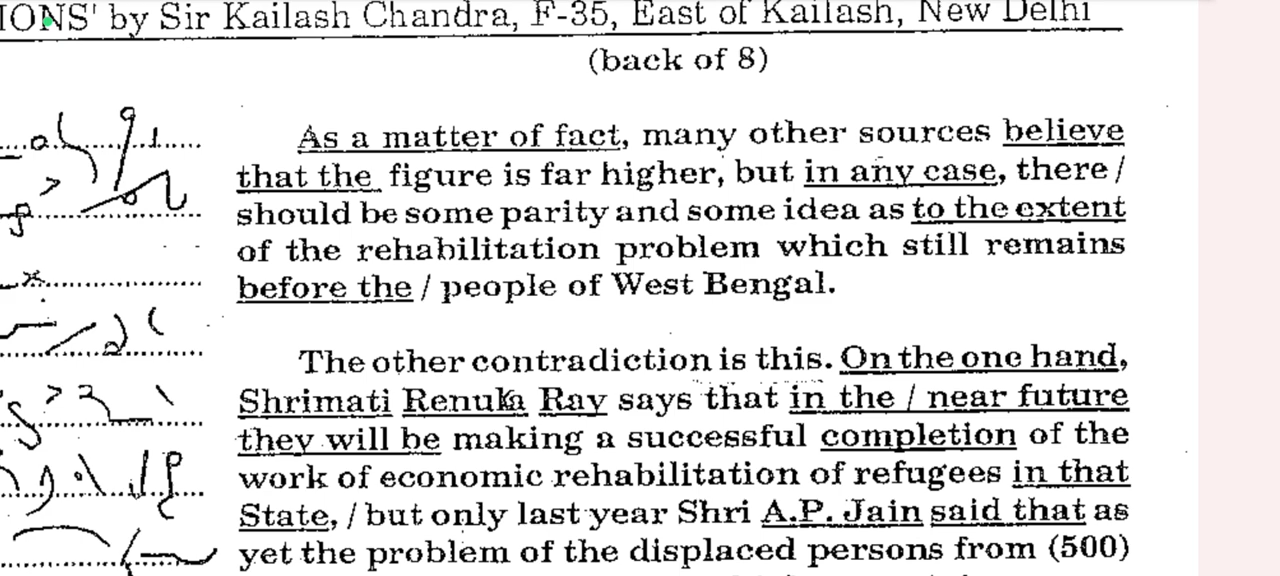 IONS' by Sir Kailash Chandra, F-35, East of Kailash, New Delhi
(back of 8)
As a matter of fact, many other sources believe
that the figure is far higher, but in any case, there /
should be some parity and some idea as to the extent
of the rehabilitation problem which still remains
before the / people of West Bengal.
The other contradiction is this. On the one hand,
Shrimati Renuka Ray says that in the / near future
they will be making a successful completion of the
work of economic rehabilitation of refugees in that
State, / but only last year Shri A.P. Jain said that as
yet the problem of the displaced persons from (500)